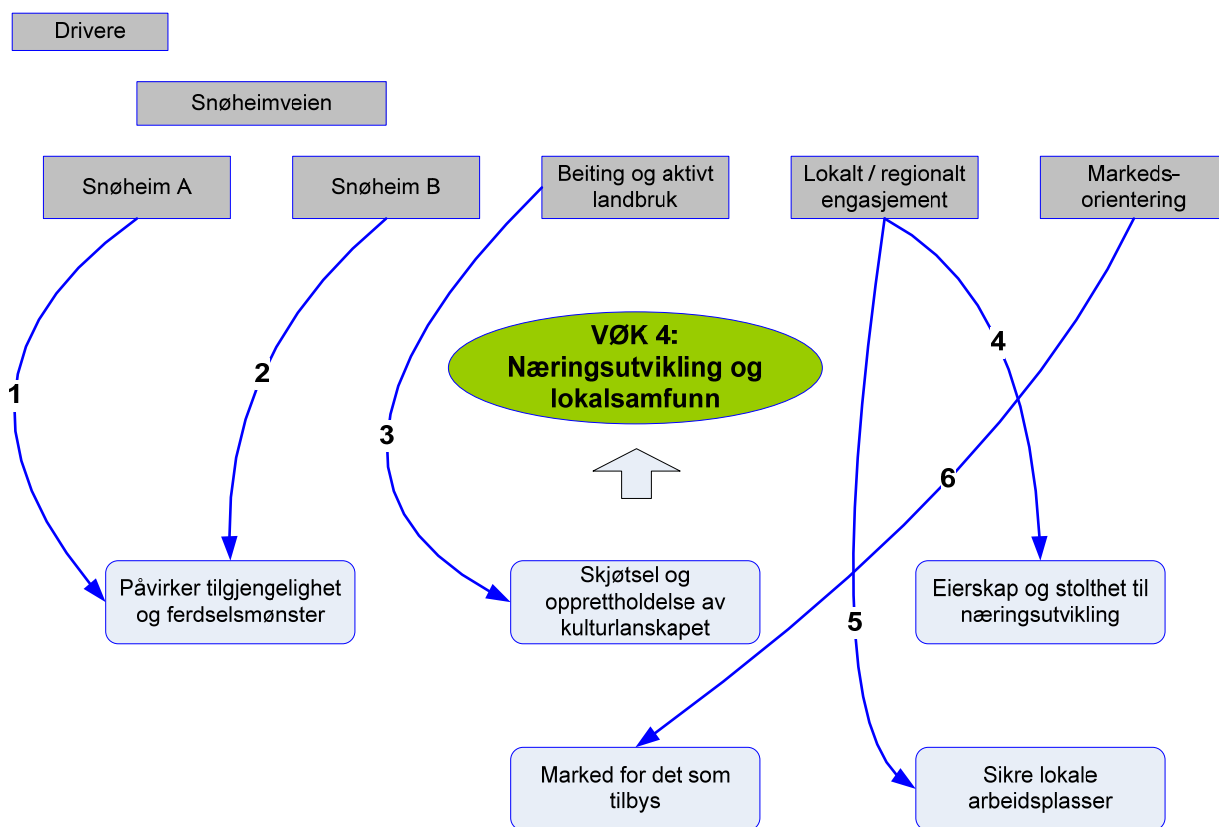 Drivere
Snøheimveien
Snøheim A
Snøheim B
Beiting og aktivt
landbruk
Lokalt / regionalt
engasjement
Markeds-
orientering
VØK 4:
Næringsutvikling og
lokalsamfunn
1
2
3
4
6
5
Påvirker tilgjengelighet
og ferdselsmønster
Skjøtsel og
opprettholdelse av
kulturlanskapet
Eierskap og stolthet til
næringsutvikling
Marked for det som
tilbys
Sikre lokale
arbeidsplasser